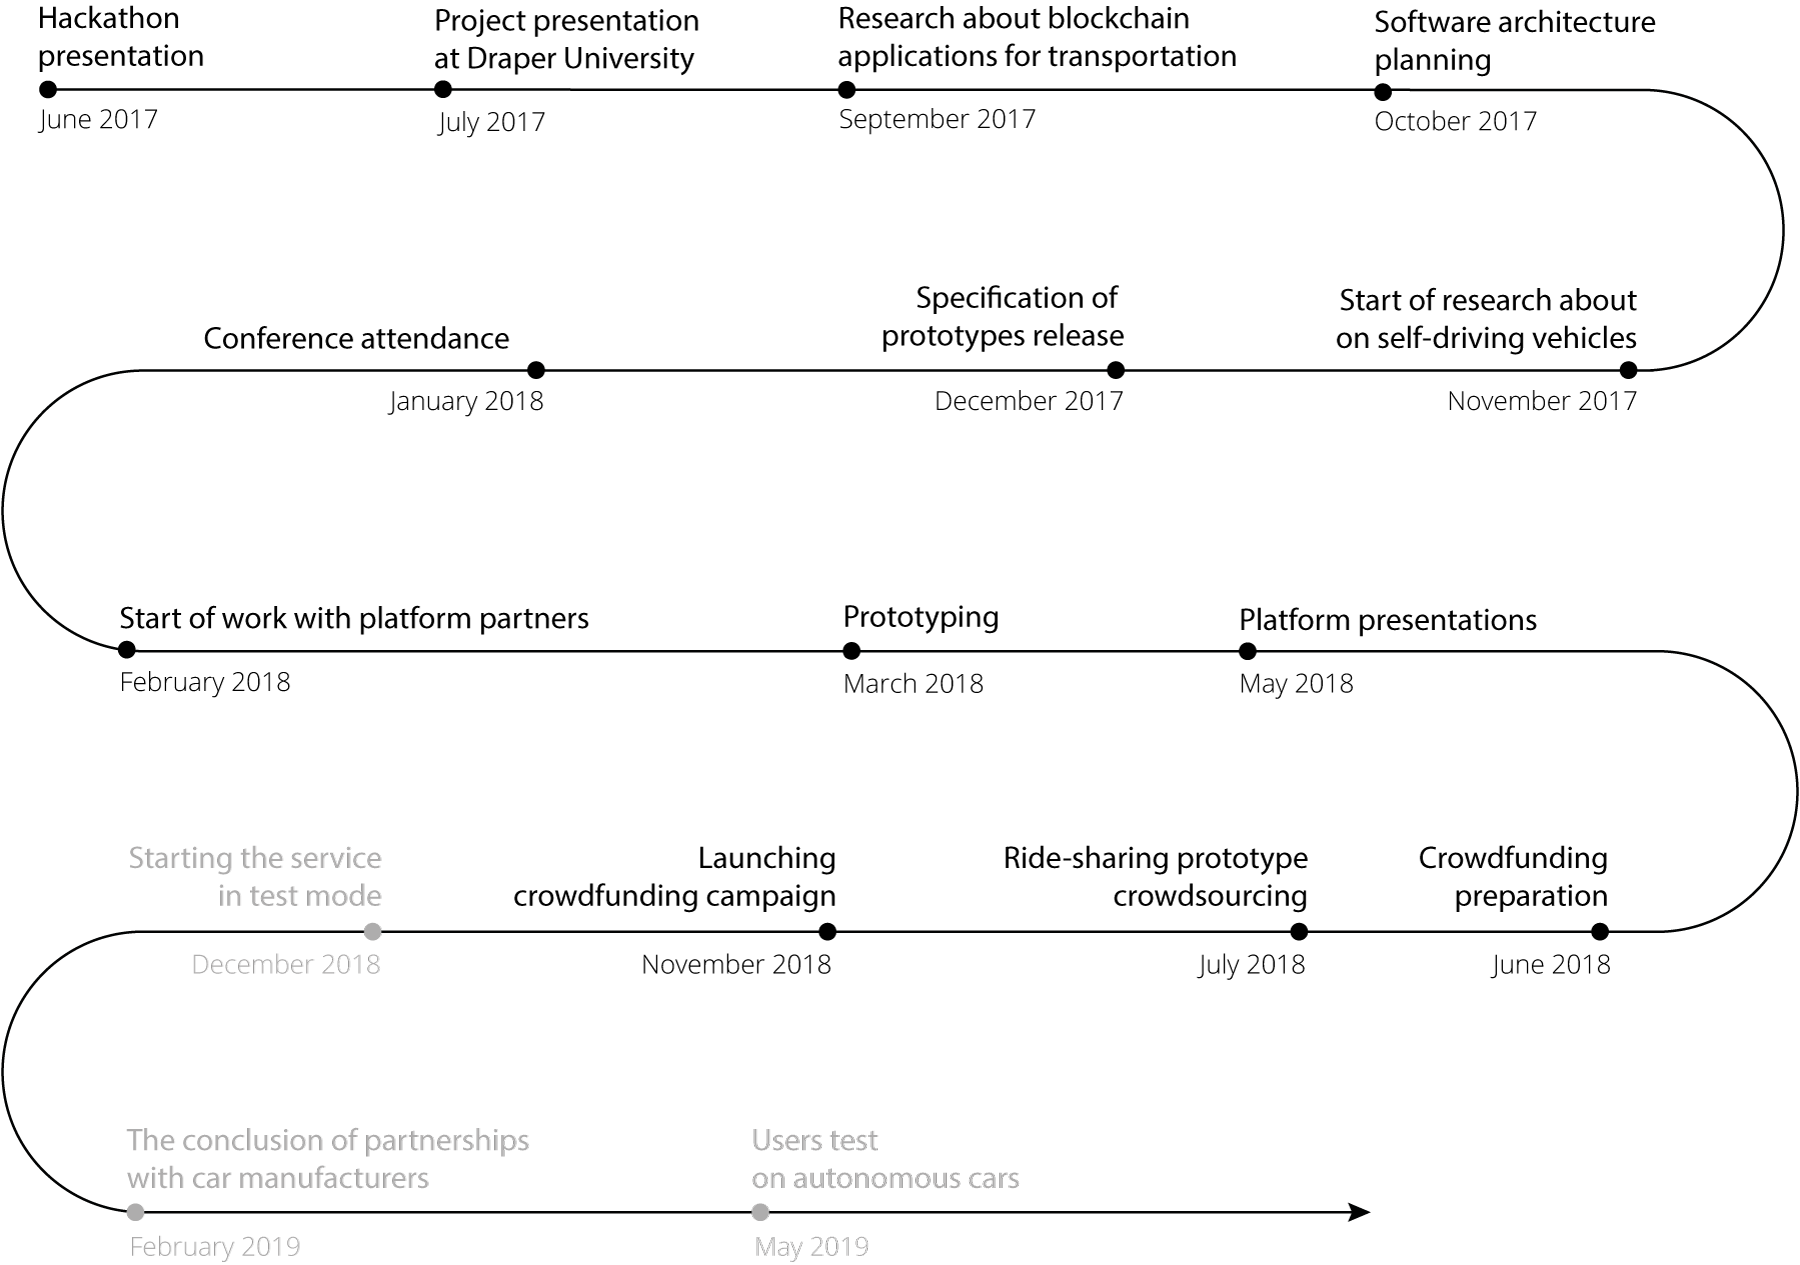 Hackathon
presentation
June 2017
Project presentation
at Draper University
July 2017
Research about blockchain
applications for transportation
September 2017
Software architecture
planning
October 2017
Start of research about
on self-driving vehicles
November 2017
Specification of
prototypes release
December 2017
Conference attendance
January 2018
Start of work with platform partners
February 2018
Prototyping
March 2018
Platform presentations
May 2018
Crowdfunding
preparation
June 2018
Ride-sharing prototype
crowdsourcing
July 2018
Launching
crowdfunding campaign
November 2018
Starting the service
in test mode
December 2018
The conclusion of partnerships
with car manufacturers
February 2019
Users test
on autonomous cars
May 2019